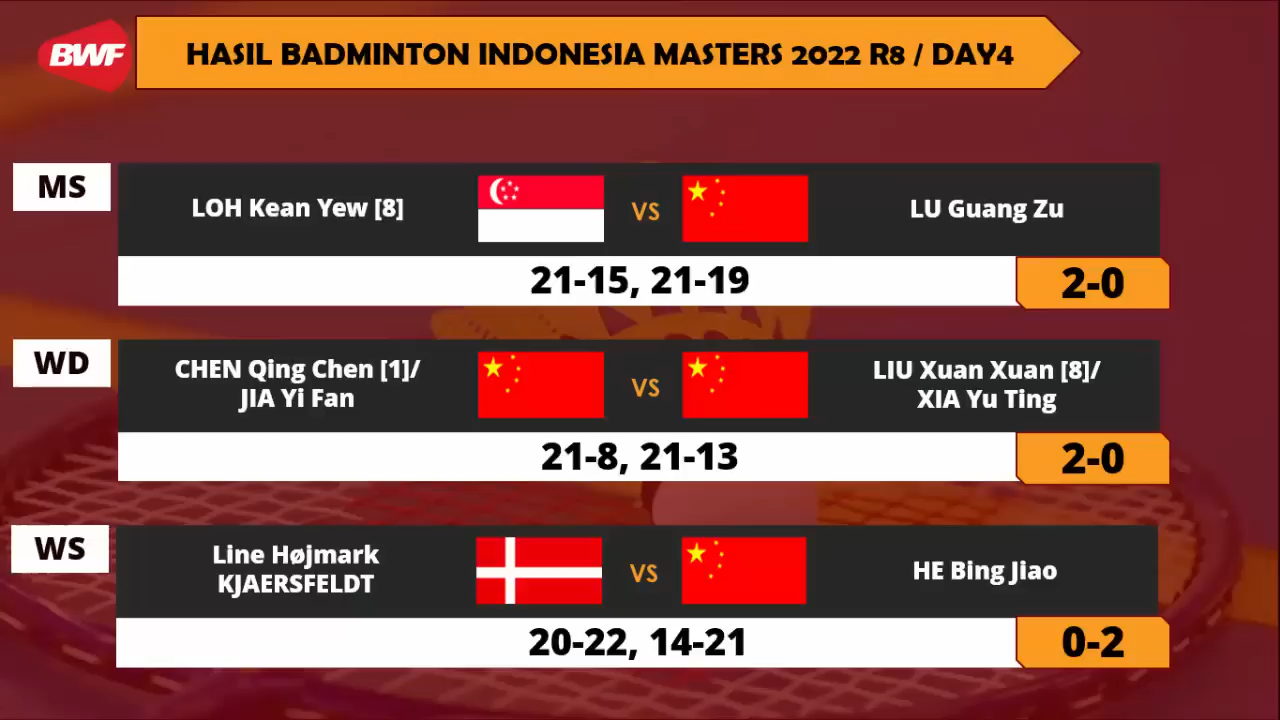 BWF
HASIL BADMINTON INDONESIA MASTERS 2022 R8 / DAY4
MS
LOH Kean Yew [8]
VS
LU Guang Zu
21-15, 21-19
2-0
WD
CHEN Qing Chen [1]/
JIA Yi Fan
VS
LIU Xuan Xuan [8]/
XIA Yu Ting
21-8, 21-13
2-0
WS
Line Højmark
KJAERSFELDT
VS
HE Bing Jiao
20-22, 14-21
0-2